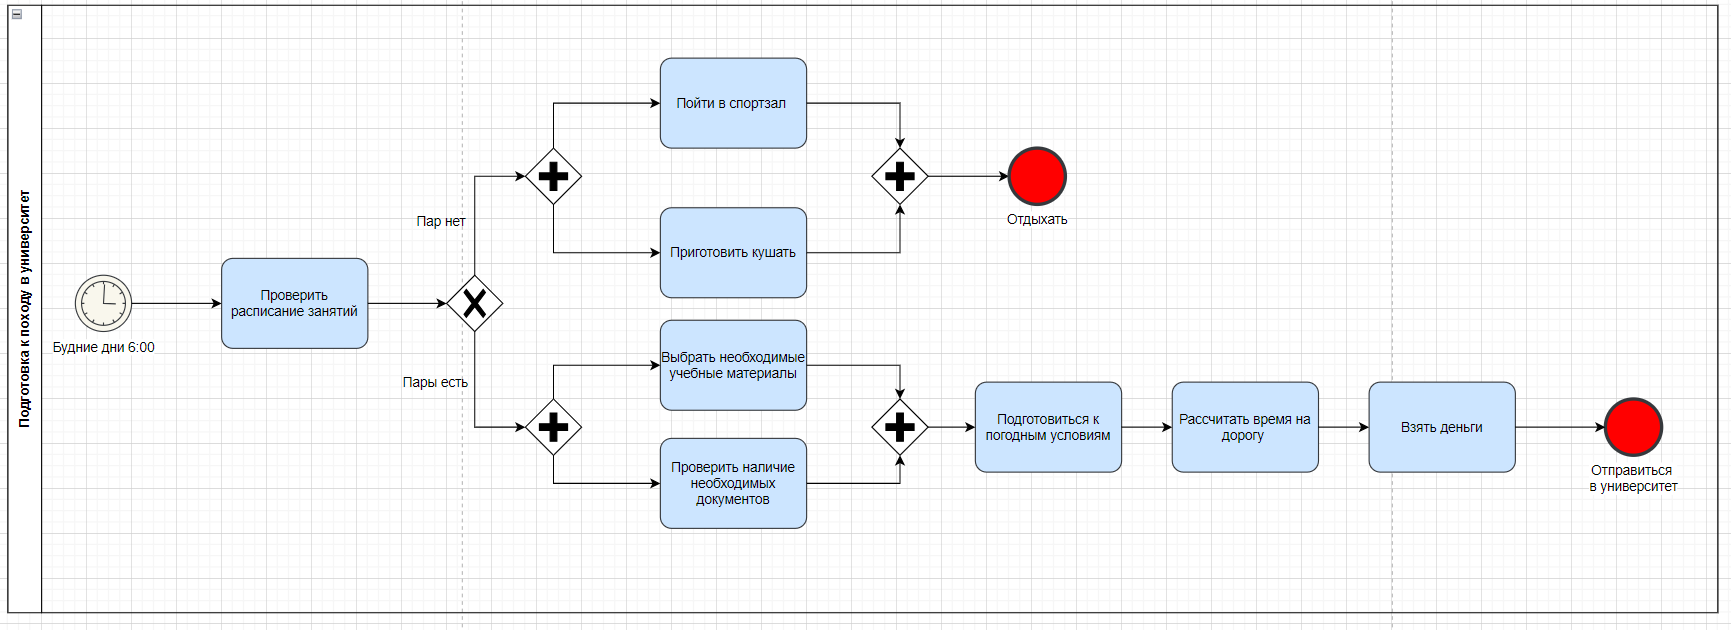 Подготовка к походу в университет
Будние дни 6:00
Проверить
расписание занятий
Пар нет
Пары есть
Пойти в спортзал
Приготовить кушать
Отдыхать
Выбрать необходимые
учебные материалы
Проверить наличие
необходимых
документов
Подготовиться к
погодным условиям
Рассчитать время на
дорогу
Взять деньги
Отправиться
в университет